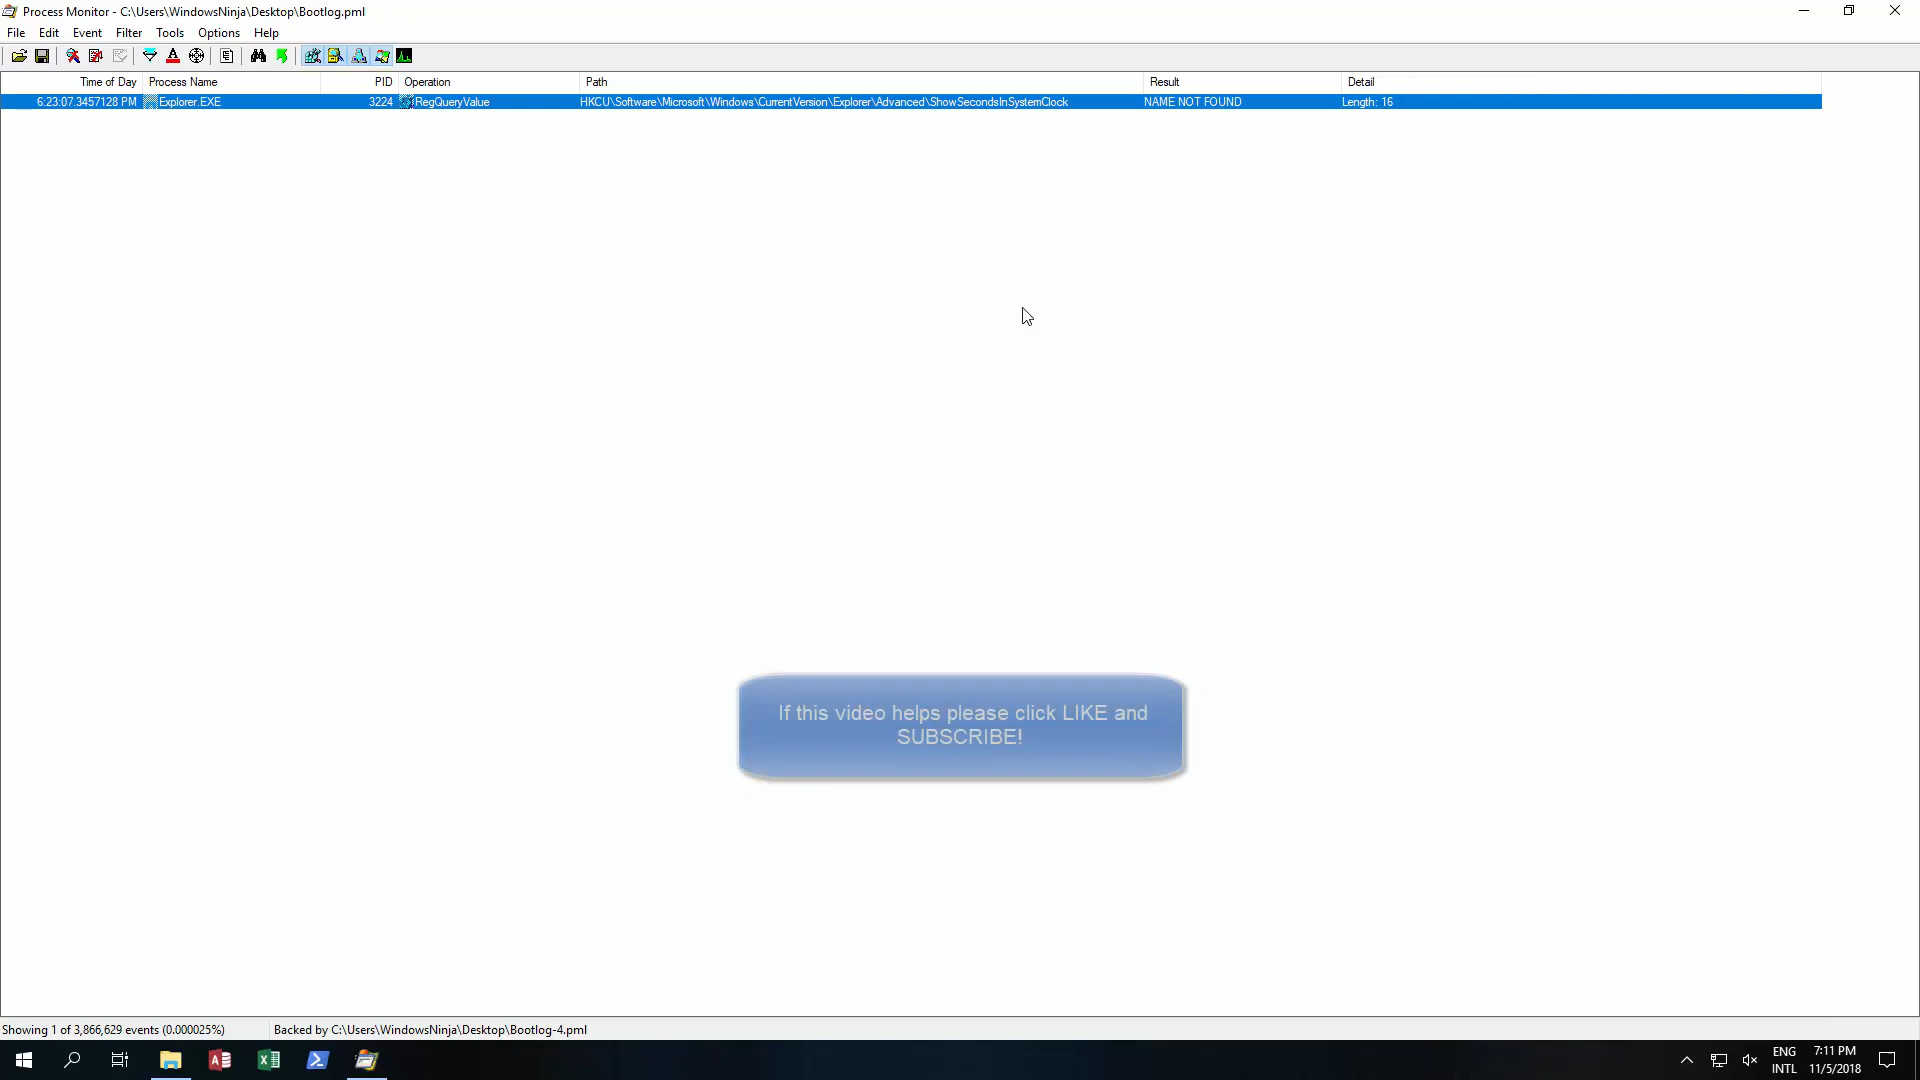 Process Monitor - C:\Users\WindowsNinja\Desktop\Bootlog.pml
File Edit Event Filter Tools Options Help
Time of Day Process Name PID Operation Path Result Detail
6:23:07.3457128 PM Explorer.EXE 3224 RegQueryValue HKCU\Software\Microsoft\Windows\CurrentVersion\Explorer\Advanced\ShowSecondsInSystemClock NAME NOT FOUND Length: 16
If this video helps please click LIKE and
SUBSCRIBE!
Showing 1 of 3,866,629 events (0.000025%) Backed by C:\Users\WindowsNinja\Desktop\Bootlog-4.pml
ENG 7:11 PM
INTL 11/5/2018